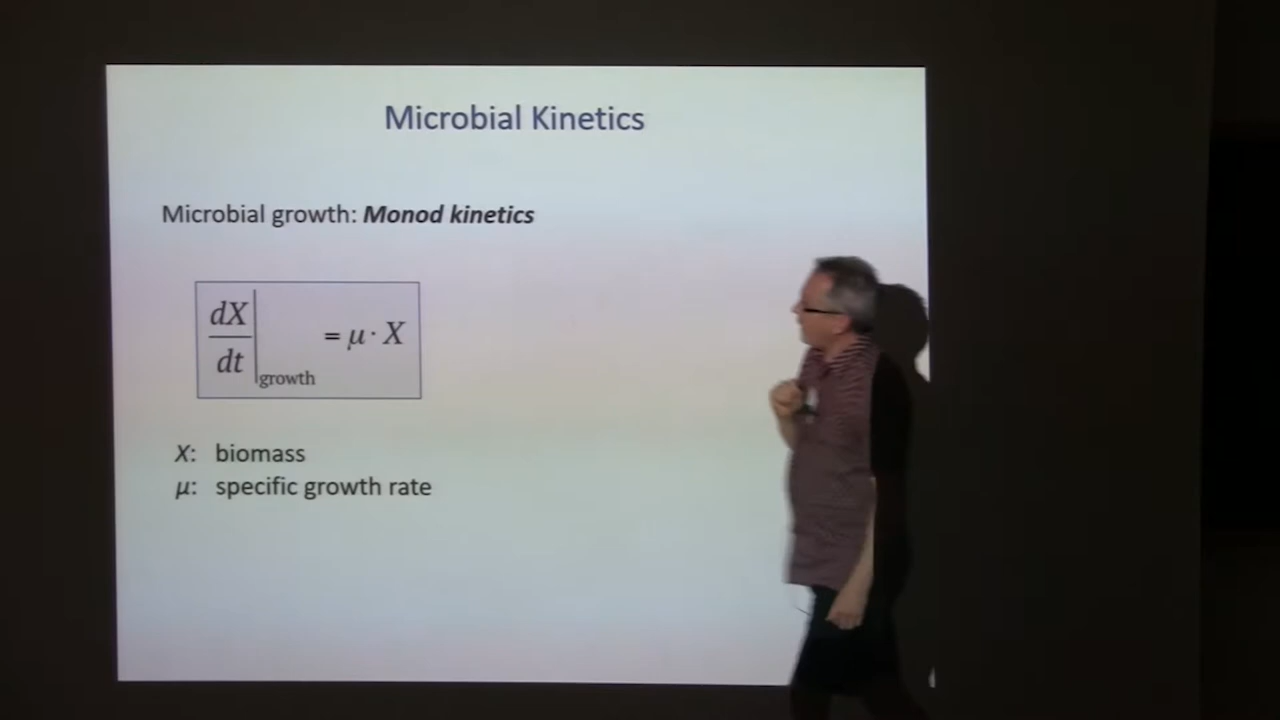 Microbial Kinetics
Microbial growth: Monod kinetics
dX/dt|growth = μ · X
X: biomass
μ: specific growth rate